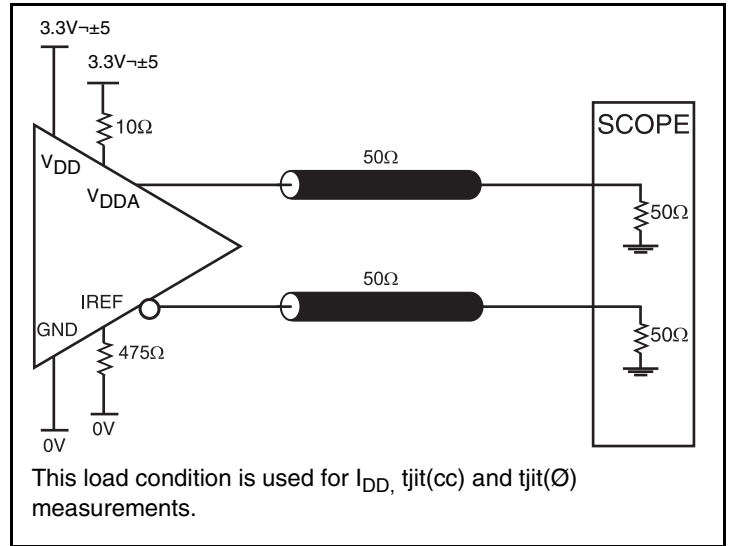 3.3V¬±5
3.3V¬±5
10Ω
SCOPE
VDD
50Ω
VDDA
50Ω
50Ω
IREF
GND
50Ω
475Ω
0V
0V
This load condition is used for IDD, tjit(cc) and tjit(Ø)
measurements.